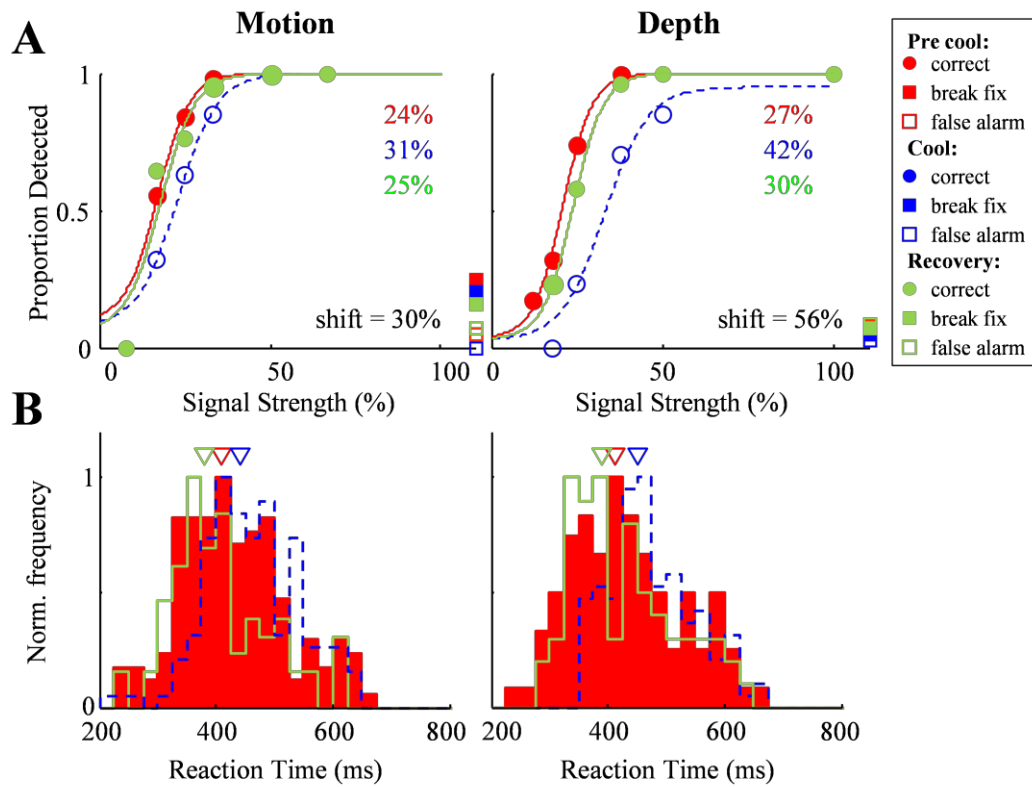 A
Motion
Depth
Proportion Detected
1
0.5
0
24%
31%
25%
shift = 30%
0
50
100
Signal Strength (%)
27%
42%
30%
shift = 56%
0
50
100
Signal Strength (%)
Pre cool:
correct
break fix
false alarm
Cool:
correct
break fix
false alarm
Recovery:
correct
break fix
false alarm
B
Norm. frequency
1
0
200
400
600
800
Reaction Time (ms)
200
400
600
800
Reaction Time (ms)